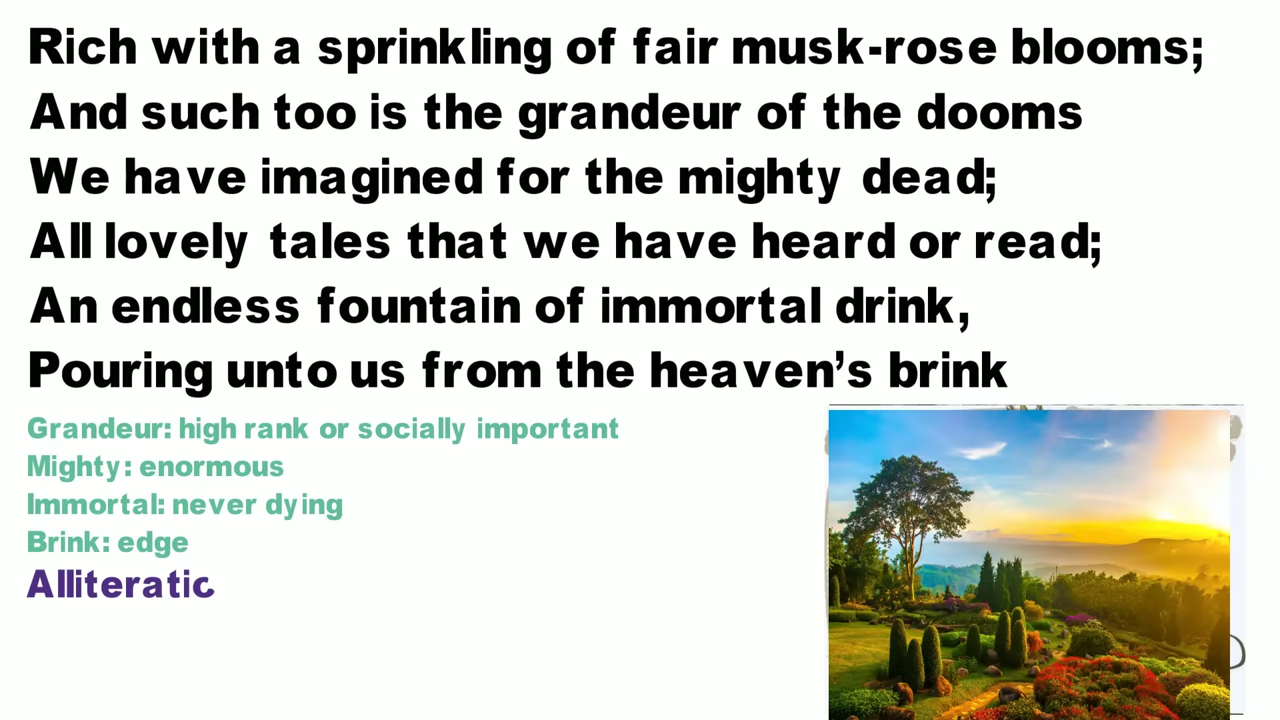 Rich with a sprinkling of fair musk-rose blooms;
And such too is the grandeur of the dooms
We have imagined for the mighty dead;
All lovely tales that we have heard or read;
An endless fountain of immortal drink,
Pouring unto us from the heaven’s brink
Grandeur: high rank or socially important
Mighty: enormous
Immortal: never dying
Brink: edge
Alliteratic